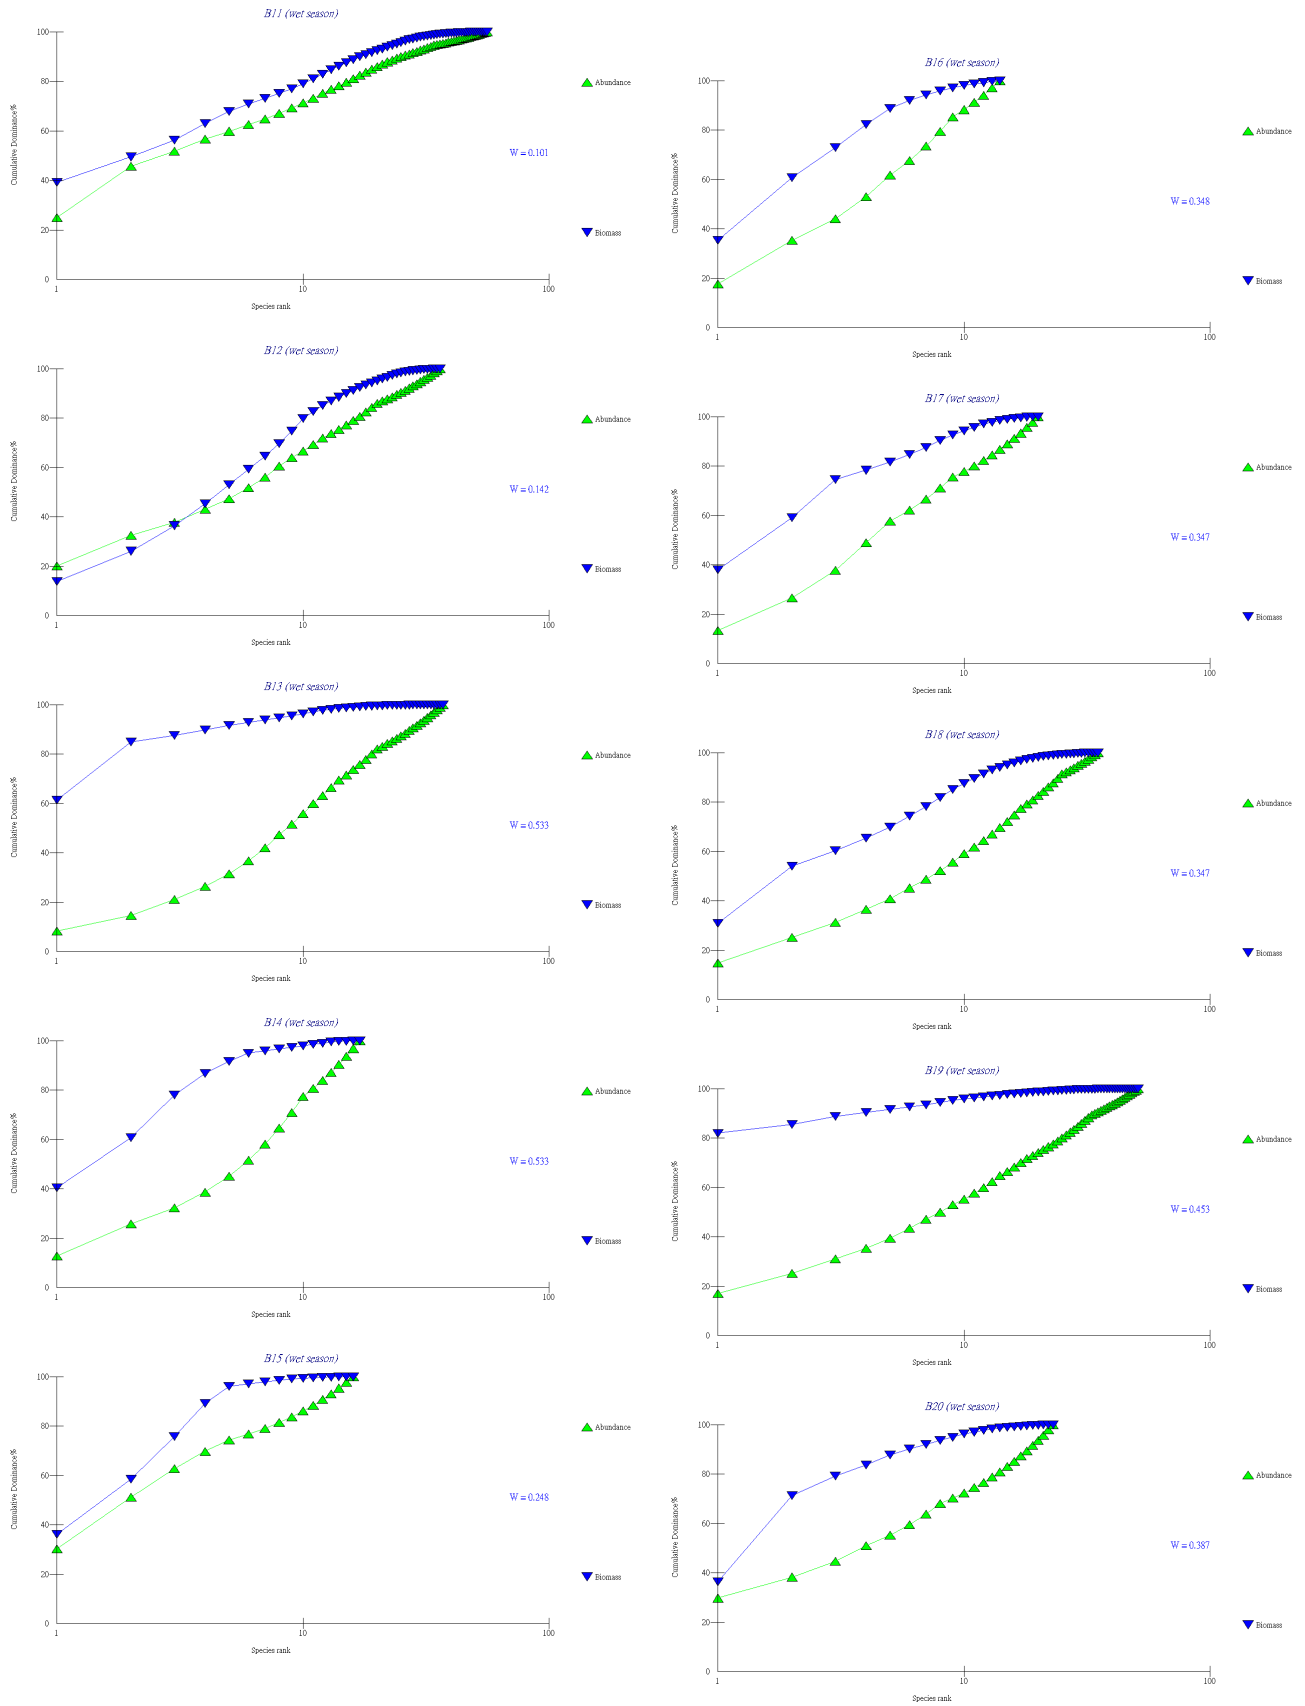 B11 (wet season)
100
80
60
40
20
0
Cumulative Dominance%
1
10
100
Species rank
Abundance
W = 0.101
Biomass
B12 (wet season)
100
80
60
40
20
0
Cumulative Dominance%
1
10
100
Species rank
Abundance
W = 0.142
Biomass
B13 (wet season)
100
80
60
40
20
0
Cumulative Dominance%
1
10
100
Species rank
Abundance
W = 0.533
Biomass
B14 (wet season)
100
80
60
40
20
0
Cumulative Dominance%
1
10
100
Species rank
Abundance
W = 0.533
Biomass
B15 (wet season)
100
80
60
40
20
0
Cumulative Dominance%
1
10
100
Species rank
Abundance
W = 0.248
Biomass
B16 (wet season)
100
80
60
40
20
0
Cumulative Dominance%
1
10
100
Species rank
Abundance
W = 0.348
Biomass
B17 (wet season)
100
80
60
40
20
0
Cumulative Dominance%
1
10
100
Species rank
Abundance
W = 0.347
Biomass
B18 (wet season)
100
80
60
40
20
0
Cumulative Dominance%
1
10
100
Species rank
Abundance
W = 0.347
Biomass
B19 (wet season)
100
80
60
40
20
0
Cumulative Dominance%
1
10
100
Species rank
Abundance
W = 0.453
Biomass
B20 (wet season)
100
80
60
40
20
0
Cumulative Dominance%
1
10
100
Species rank
Abundance
W = 0.387
Biomass